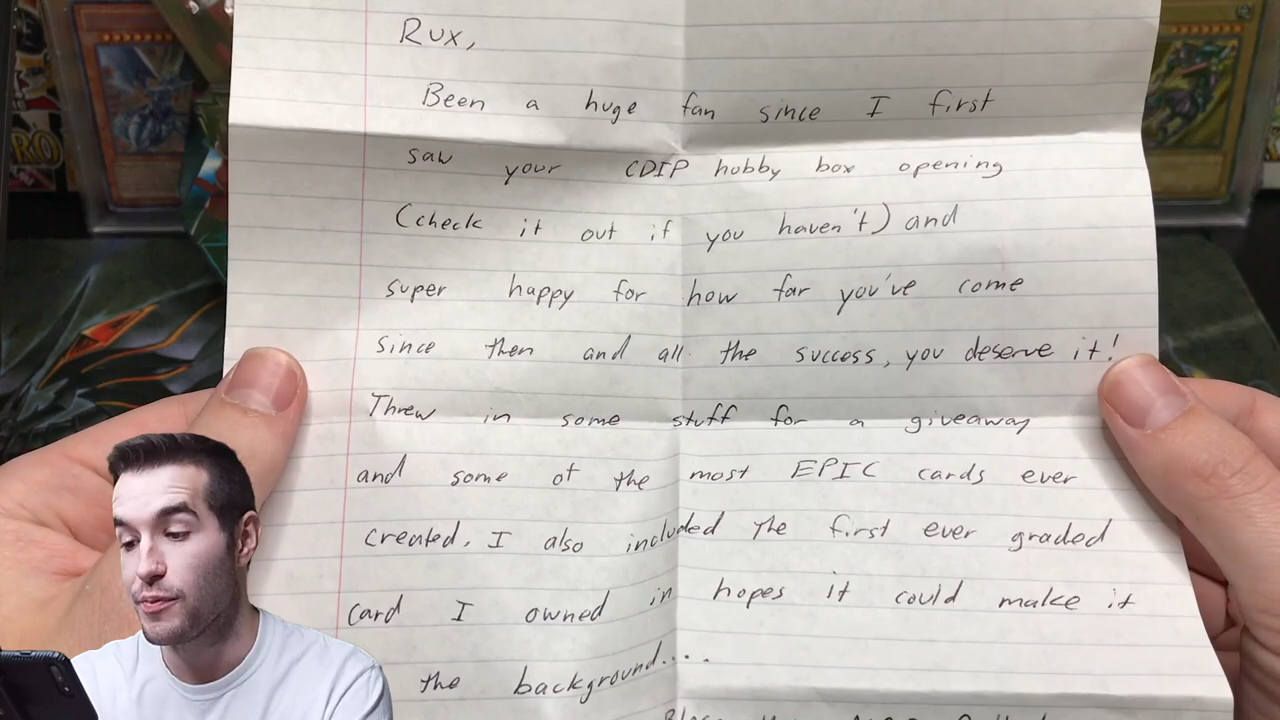 Rux,
Been a huge fan since I first
saw your CDIP hobby box opening
(check it out if you haven't) and
super happy for how far you've come
since then and all the success, you deserve it!
Threw in some stuff for a giveaway
and some of the most EPIC cards ever
created. I also included the first ever graded
card I owned in hopes it could make it
the background....